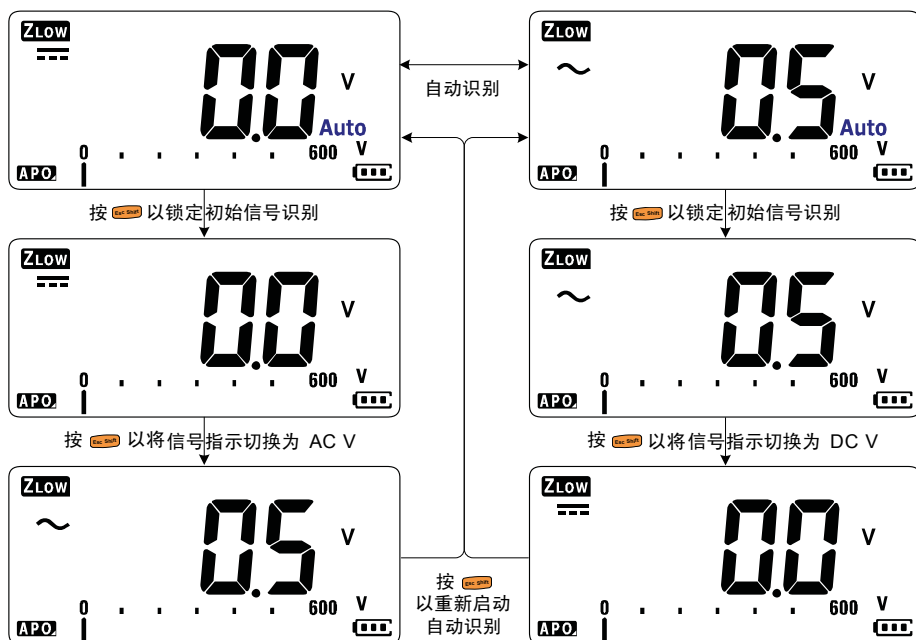 ZLOW
0.0 V
Auto
0 600 V
APO
自动识别
ZLOW
0.5 V
Auto
0 600 V
APO
按 Esc Shift 以锁定初始信号识别
按 Esc Shift 以锁定初始信号识别
ZLOW
0.0 V
0 600 V
APO
ZLOW
0.5 V
0 600 V
APO
按 Esc Shift 以将信号指示切换为 AC V
按 Esc Shift 以将信号指示切换为 DC V
ZLOW
0.5 V
0 600 V
APO
按 Esc Shift
以重新启动
自动识别
ZLOW
0.0 V
0 600 V
APO